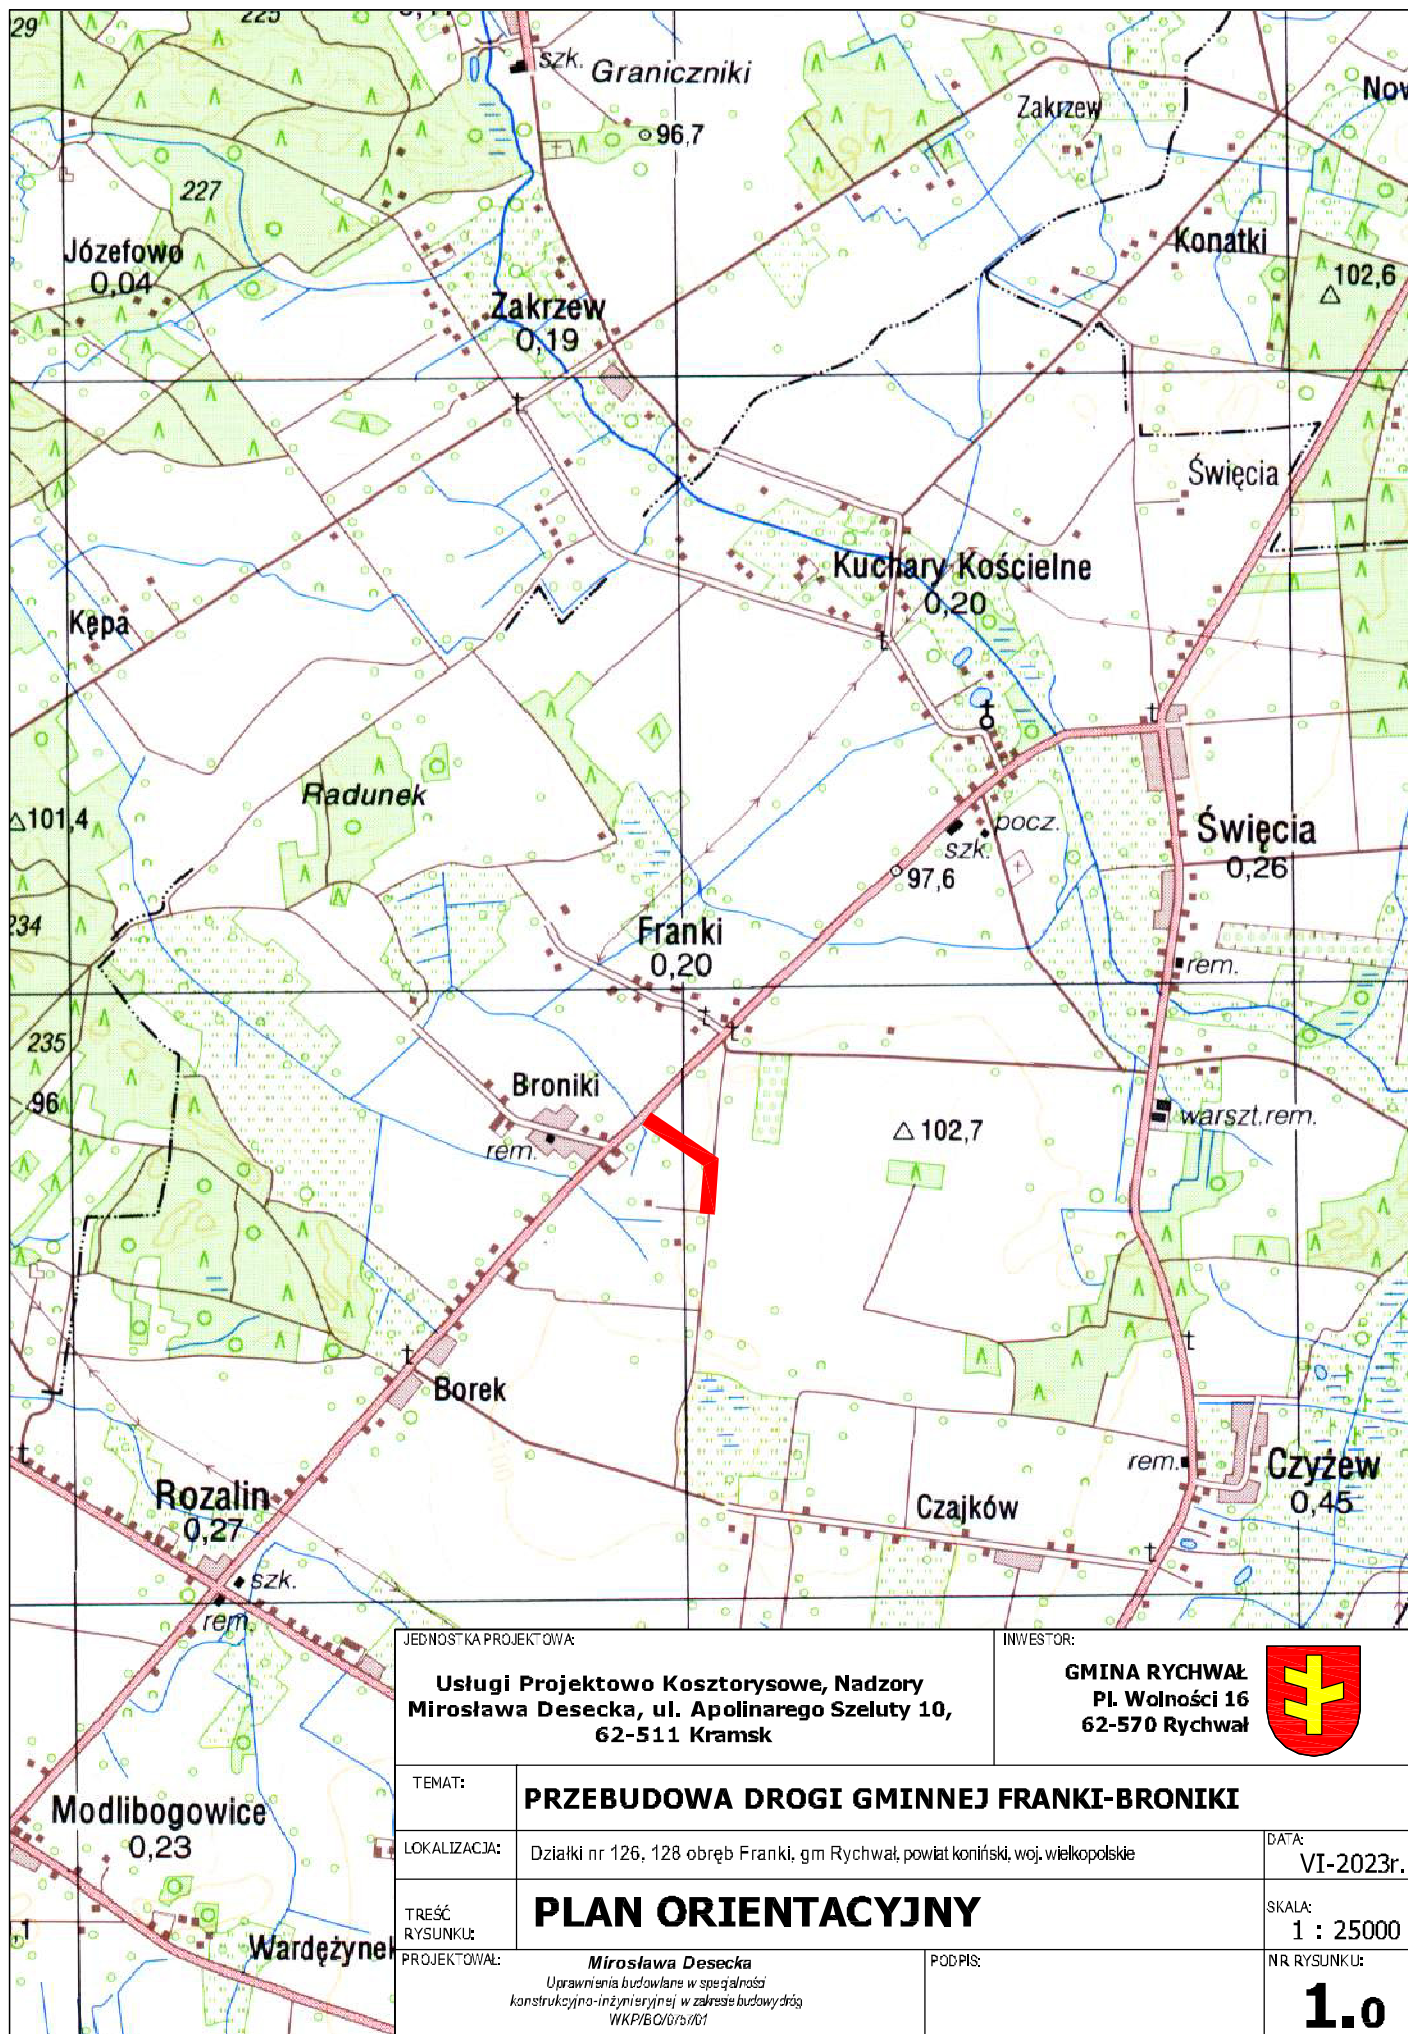 29
225
szk.
Graniczniki
96,7
Zakrzew
Now
227
Józefowo
0,04
Konatki
102,6
Zakrzew
0,19
Święcia
Kuchary Kościelne
0,20
Kępa
Radunek
101,4
pocz.
szk.
97,6
Święcia
0,26
234
Franki
0,20
rem.
235
96
Broniki
rem.
102,7
warszt.rem.
Borek
rem.
Czyżew
0,45
Rozalin
0,27
Czajków
szk.
rem.
Modlibogowice
0,23
Wardężynek
JEDNOSTKA PROJEKTOWA:
Usługi Projektowo Kosztorysowe, Nadzory
Mirosława Desecka, ul. Apolinarego Szeluty 10,
62-511 Kramsk
INWESTOR:
GMINA RYCHWAŁ
Pl. Wolności 16
62-570 Rychwał
TEMAT:
PRZEBUDOWA DROGI GMINNEJ FRANKI-BRONIKI
LOKALIZACJA:
Działki nr 126, 128 obręb Franki, gm Rychwał, powiat koniński, woj. wielkopolskie
DATA:
VI-2023r.
TREŚĆ
RYSUNKU:
PLAN ORIENTACYJNY
SKALA:
1 : 25000
PROJEKTOWAŁ:
Mirosława Desecka
Uprawnienia budowlane w specjalności
konstrukcyjno-inżynieryjnej w zakresie budowy dróg
PODPIS:
NR RYSUNKU:
1.0